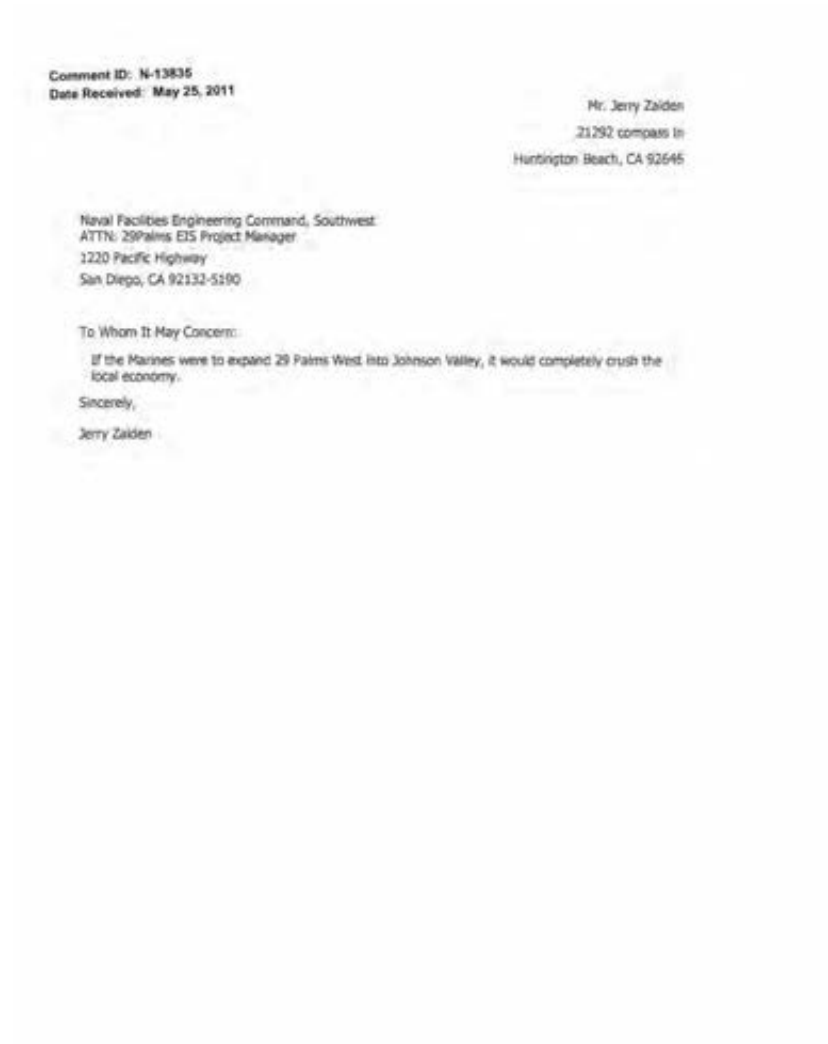 Comment ID: N-13835
Date Received: May 25, 2011
Mr. Jerry Zaiden
21292 compass ln
Huntington Beach, CA 92646
Naval Facilities Engineering Command, Southwest
ATTN: 29Palms EIS Project Manager
1220 Pacific Highway
San Diego, CA 92132-5190
To Whom It May Concern:
If the Marines were to expand 29 Palms West into Johnson Valley, it would completely crush the
local economy.
Sincerely,
Jerry Zaiden